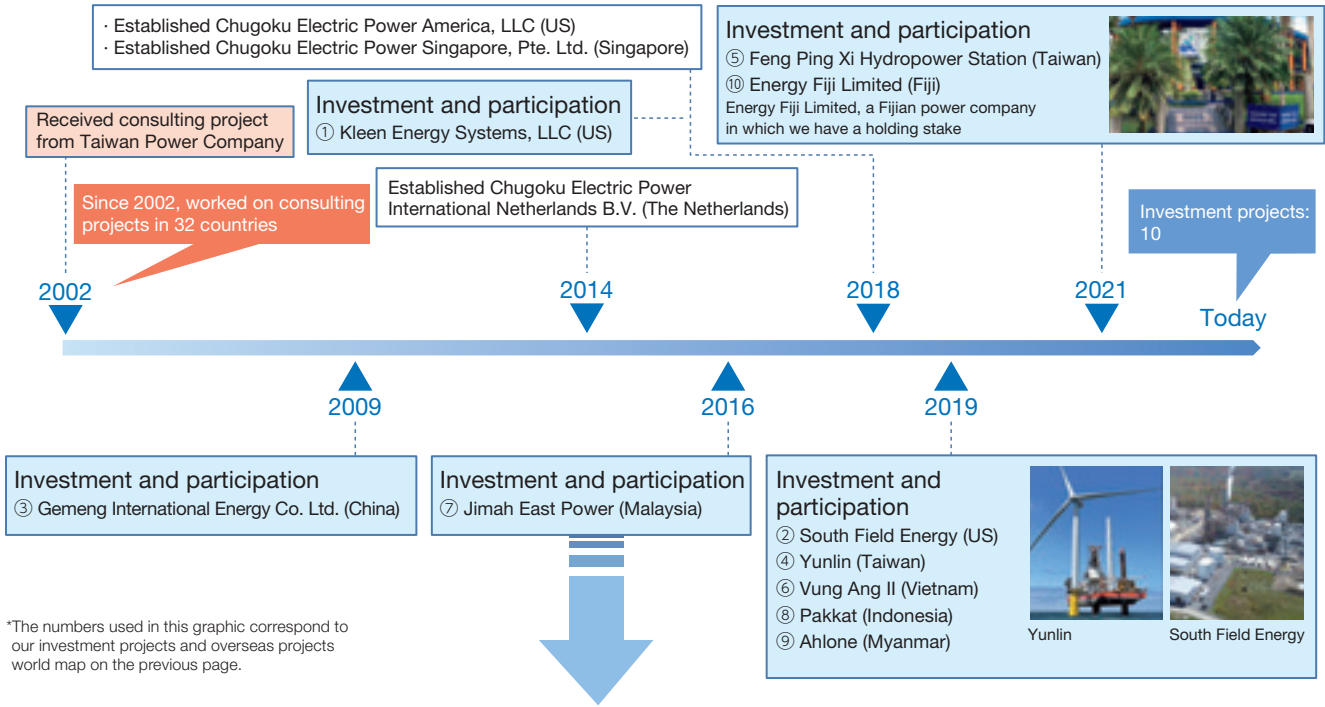 · Established Chugoku Electric Power America, LLC (US)
· Established Chugoku Electric Power Singapore, Pte. Ltd. (Singapore)
Investment and participation
⑤ Feng Ping Xi Hydropower Station (Taiwan)
⑩ Energy Fiji Limited (Fiji)
Energy Fiji Limited, a Fijian power company
in which we have a holding stake
Received consulting project
from Taiwan Power Company
Investment and participation
① Kleen Energy Systems, LLC (US)
Since 2002, worked on consulting
projects in 32 countries
Established Chugoku Electric Power
International Netherlands B.V. (The Netherlands)
Investment projects:
10
2002
2014
2018
2021
Today
2009
2016
2019
Investment and participation
③ Gemeng International Energy Co. Ltd. (China)
Investment and participation
⑦ Jimah East Power (Malaysia)
Investment and
participation
② South Field Energy (US)
④ Yunlin (Taiwan)
⑥ Vung Ang II (Vietnam)
⑧ Pakkat (Indonesia)
⑨ Ahlone (Myanmar)
Yunlin
South Field Energy
*The numbers used in this graphic correspond to
our investment projects and overseas projects
world map on the previous page.